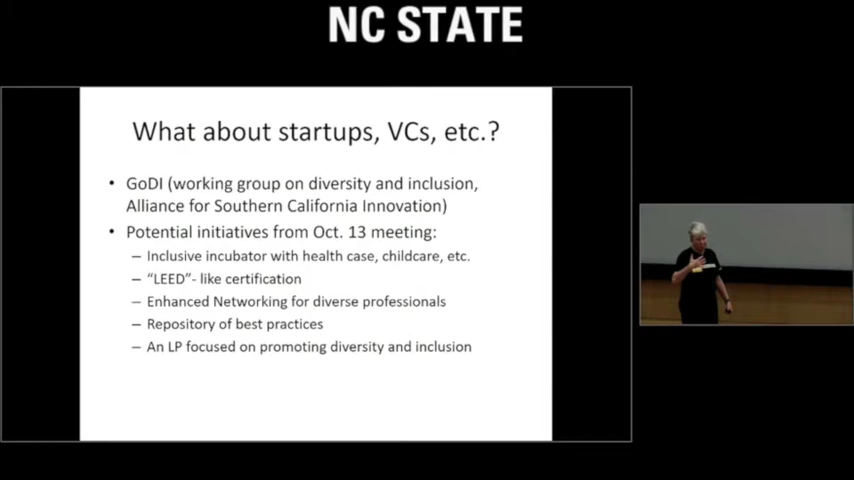 NC STATE
What about startups, VCs, etc.?
• GoDI (working group on diversity and inclusion,
Alliance for Southern California Innovation)
• Potential initiatives from Oct. 13 meeting:
– Inclusive incubator with health case, childcare, etc.
– “LEED”- like certification
– Enhanced Networking for diverse professionals
– Repository of best practices
– An LP focused on promoting diversity and inclusion